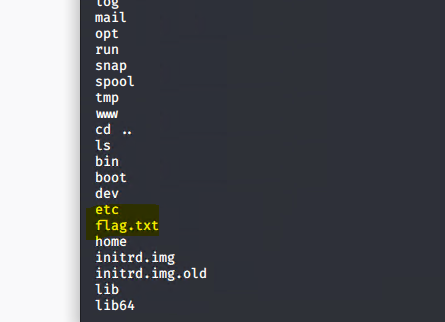 log
mail
opt
run
snap
spool
tmp
www
cd ..
ls
bin
boot
dev
etc
flag.txt
home
initrd.img
initrd.img.old
lib
lib64